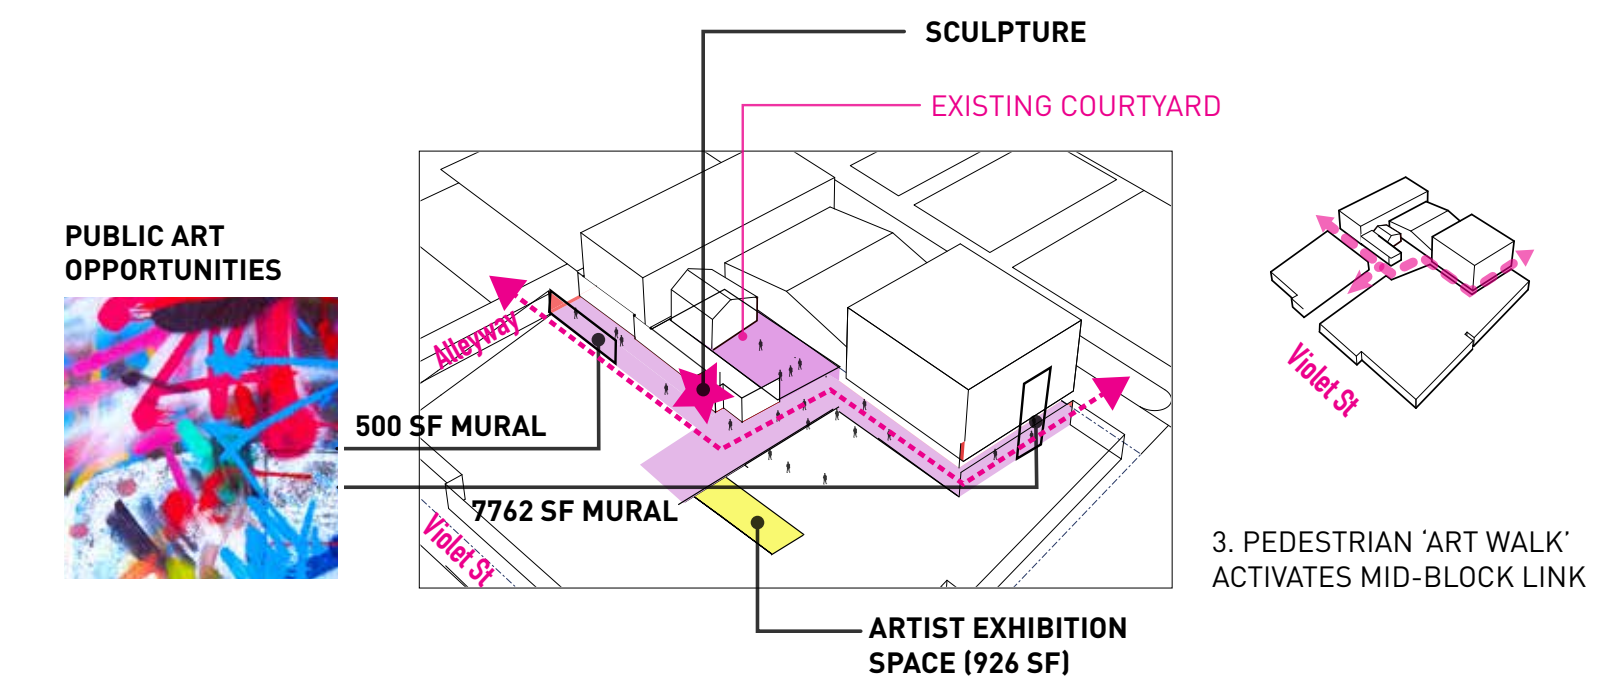 SCULPTURE
EXISTING COURTYARD
PUBLIC ART
OPPORTUNITIES
Alleyway
500 SF MURAL
7762 SF MURAL
Violet St
Violet St
3. PEDESTRIAN ‘ART WALK’
ACTIVATES MID-BLOCK LINK
ARTIST EXHIBITION
SPACE (926 SF)